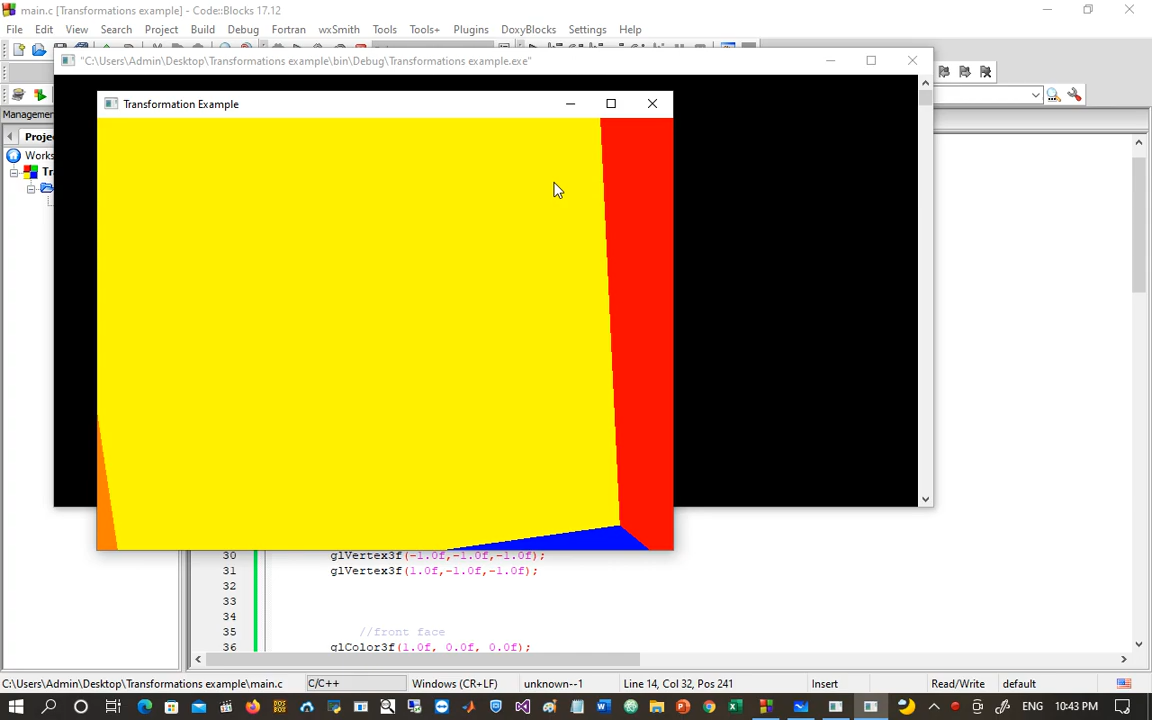 main.c [Transformations example] - Code::Blocks 17.12
File Edit View Search Project Build Debug Fortran wxSmith Tools Tools+ Plugins DoxyBlocks Settings Help
"C:\Users\Admin\Desktop\Transformations example\bin\Debug\Transformations example.exe"
Transformation Example
30 glVertex3f(-1.0f,-1.0f,-1.0f);
31 glVertex3f(1.0f,-1.0f,-1.0f);
32
33
34
35 //front face
36 glColor3f(1.0f, 0.0f, 0.0f);
C:\Users\Admin\Desktop\Transformations example\main.c C/C++ Windows (CR+LF) unknown--1 Line 14, Col 32, Pos 241 Insert Read/Write default
ENG 10:43 PM